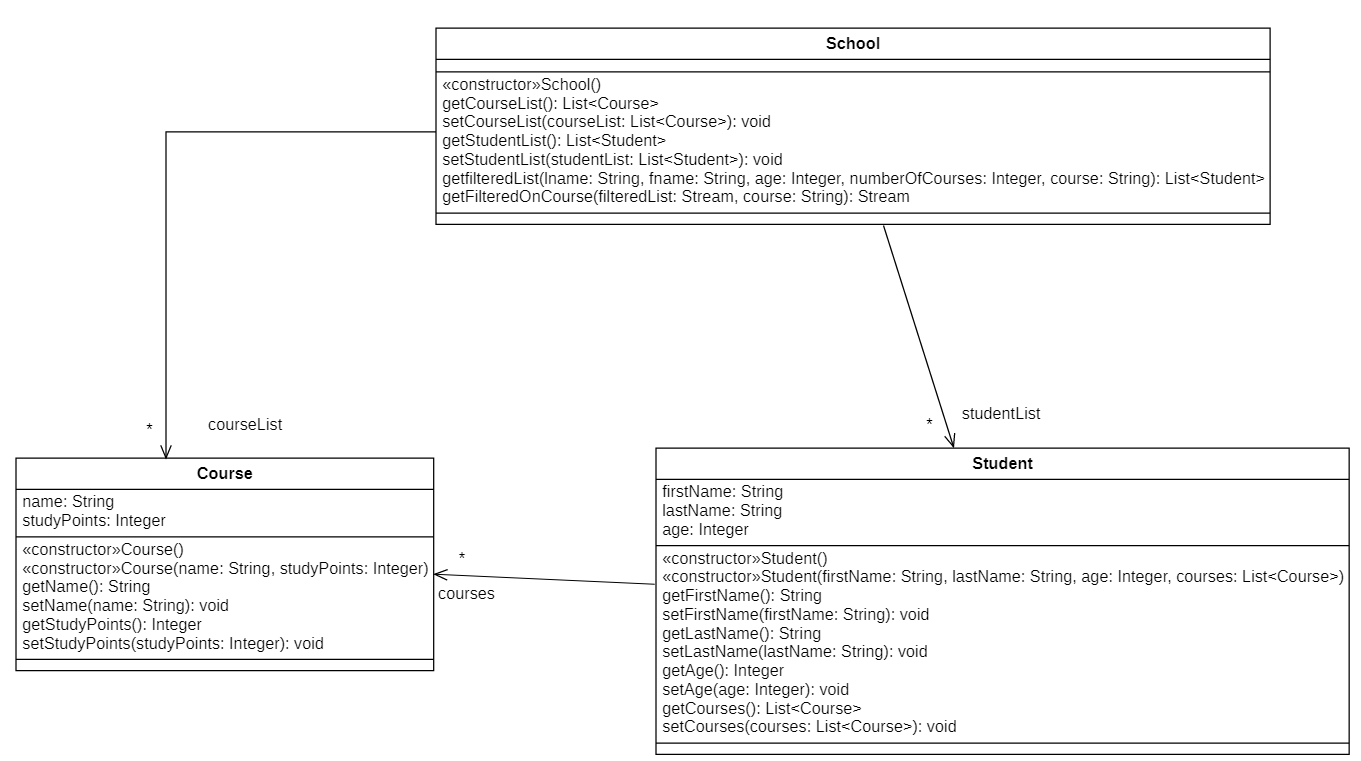 School
«constructor»School()
getCourseList(): List<Course>
setCourseList(courseList: List<Course>): void
getStudentList(): List<Student>
setStudentList(studentList: List<Student>): void
getfilteredList(lname: String, fname: String, age: Integer, numberOfCourses: Integer, course: String): List<Student>
getFilteredOnCourse(filteredList: Stream, course: String): Stream
* courseList
* studentList
Course
name: String
studyPoints: Integer
«constructor»Course()
«constructor»Course(name: String, studyPoints: Integer)
getName(): String
setName(name: String): void
getStudyPoints(): Integer
setStudyPoints(studyPoints: Integer): void
*
courses
Student
firstName: String
lastName: String
age: Integer
«constructor»Student()
«constructor»Student(firstName: String, lastName: String, age: Integer, courses: List<Course>)
getFirstName(): String
setFirstName(firstName: String): void
getLastName(): String
setLastName(lastName: String): void
getAge(): Integer
setAge(age: Integer): void
getCourses(): List<Course>
setCourses(courses: List<Course>): void